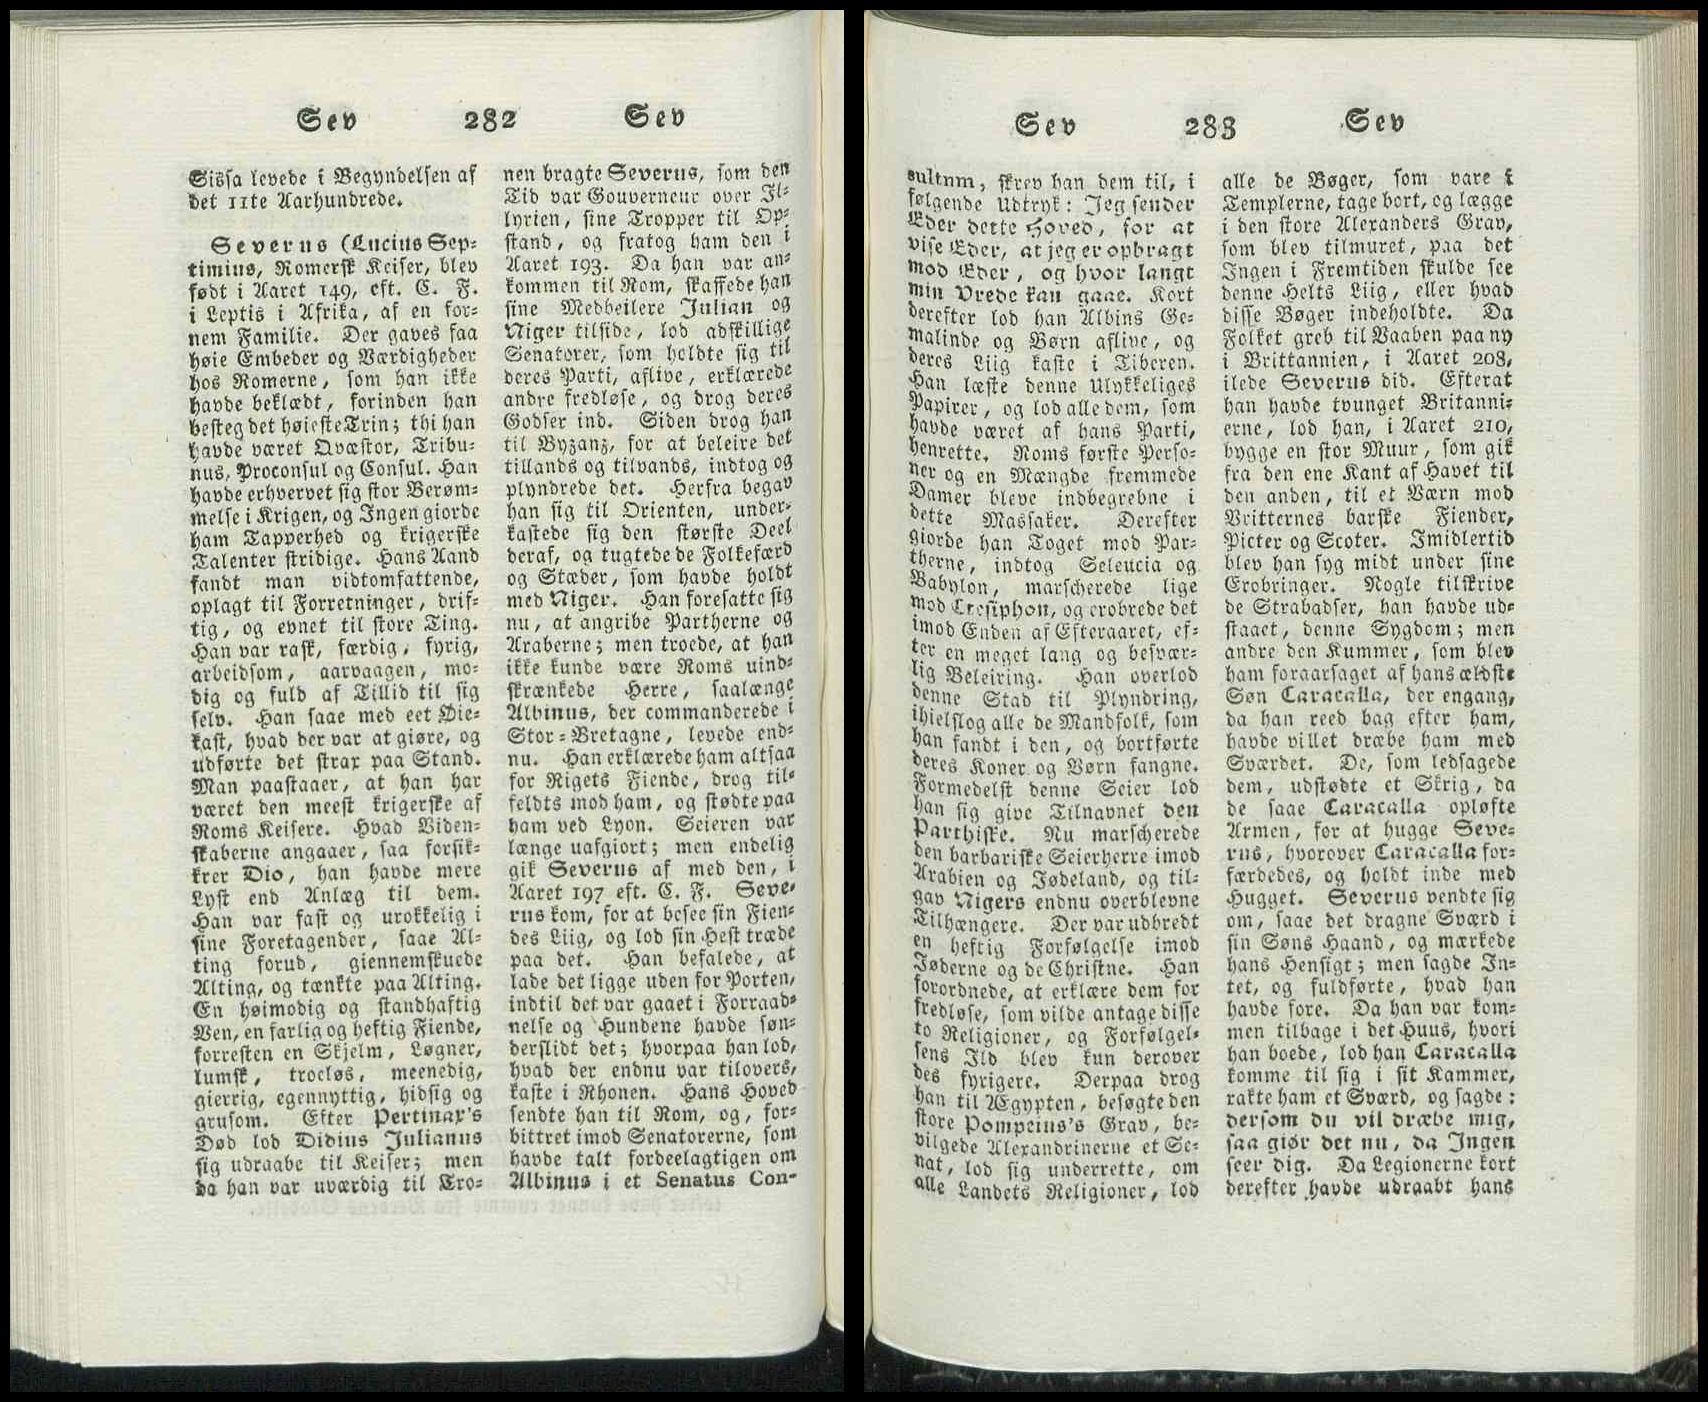 Sev 282 Sev
Sissa levede i Begyndelsen af
det 11te Aarhundrede.
Severus (Lucius Sep-
timius, Romersk Keiser, blev
født i Aaret 149, eft. C. F.
i Leptis i Afrika, af en for-
nem Familie. Der gaves faa
høie Embeder og Værdigheder
hos Romerne, som han ikke
havde beklædt, forinden han
besteg det høieste Trin; thi han
havde været Qvæstor, Tribu-
nus, Proconsul og Consul. Han
havde erhvervet sig stor Berøm-
melse i Krigen, og Ingen giorde
ham Tapperhed og krigerske
Talenter stridige. Hans Aand
fandt man vidtomfattende,
oplagt til Forretninger, drif-
tig, og evnet til store Ting.
Han var rask, færdig, fyrig,
arbeidsom, aarvaagen, mo-
dig og fuld af Tillid til sig
selv. Han saae med eet Øie-
kast, hvad der var at giøre, og
udførte det strax paa Stand.
Man paastaaer, at han har
været den meest krigerske af
Roms Keisere. Hvad Viden-
skaberne angaaer, saa forsik-
krer Dio, han havde mere
Lyst end Anlæg til dem.
Han var fast og urokkelig i
sine Foretagender, saae Al-
ting forud, giennemskuede
Alting, og tænkte paa Alting.
En høimodig og standhaftig
Ven, en farlig og heftig Fiende,
forresten en Skjelm, Løgner,
lumsk, troeløs, meenedig,
gierrig, egennyttig, hidsig og
grusom. Efter Pertinax's
Død lod Didius Julianus
sig udraabe til Keiser; men
da han var uværdig til Tro-
nen bragte Severus, som den
Tid var Gouverneur over Il-
lyrien, sine Tropper til Op-
stand, og fratog ham den i
Aaret 193. Da han var an-
kommen til Rom, skaffede han
sine Medbeilere Julian og
Niger tilside, lod adskillige
Senatorer, som holdte sig til
deres Parti, aflive, erklærede
andre fredløse, og drog deres
Godser ind. Siden drog han
til Byzanz, for at beleire det
tillands og tilvands, indtog og
plyndrede det. Herfra begav
han sig til Orienten, under-
kastede sig den største Deel
deraf, og tugtede de Folkefærd
og Stæder, som havde holdt
med Niger. Han foresatte sig
nu, at angribe Partherne og
Araberne; men troede, at han
ikke kunde være Roms uind-
skrænkede Herre, saalænge
Albinus, der commanderede i
Stor-Bretagne, levede end-
nu. Han erklærede ham altsaa
for Rigets Fiende, drog til-
feldts mod ham, og stødte paa
ham ved Lyon. Seieren var
længe uafgiort; men endelig
gik Severus af med den, i
Aaret 197 eft. C. F. Seve-
rus kom, for at besee sin Fien-
des Liig, og lod sin Hest træde
paa det. Han befalede, at
lade det ligge uden for Porten,
indtil det var gaaet i Forraad-
nelse og Hundene havde søn-
derslidt det; hvorpaa han lod,
hvad der endnu var tilovers,
kaste i Rhonen. Hans Hoved
sendte han til Rom, og, for-
bittret imod Senatorerne, som
havde talt fordeelagtigen om
Albinus i et Senatus Con-
Sev 283 Sev
sultum, skrev han dem til, i
følgende Udtryk: Jeg sender
Eder dette Hoved, for at
vise Eder, at jeg er opbragt
mod Eder, og hvor langt
min Vrede kan gaae. Kort
derefter lod han Albins Ge-
malinde og Børn aflive, og
deres Liig kaste i Tiberen.
Han læste denne Ulykkeliges
Papirer, og lod alle dem, som
havde været af hans Parti,
henrette. Roms første Perso-
ner og en Mængde fremmede
Damer bleve indbegrebne i
dette Massaker. Derefter
giorde han Toget mod Par-
therne, indtog Seleucia og
Babylon, marscherede lige
mod Ctesiphon, og erobrede det
imod Enden af Efteraaret, ef-
ter en meget lang og besvær-
lig Beleiring. Han overlod
denne Stad til Plyndring,
ihielslog alle de Mandfolk, som
han fandt i den, og bortførte
deres Koner og Børn fangne.
Formedelst denne Seier lod
han sig give Tilnavnet den
Parthiske. Nu marscherede
den barbariske Seierherre imod
Arabien og Jødeland, og til-
gav Nigers endnu overblevne
Tilhængere. Der var udbredt
en heftig Forfølgelse imod
Jøderne og de Christne. Han
forordnede, at erklære dem for
fredløse, som vilde antage disse
to Religioner, og Forfølgel-
sens Ild blev kun derover
des fyrigere. Derpaa drog
han til Ægypten, besøgte den
store Pompeius's Grav, be-
vilgede Alexandrinerne et Se-
nat, lod sig underrette, om
alle Landets Religioner, lod
alle de Bøger, som vare i
Templerne, tage bort, og lægge
i den store Alexanders Grav,
som blev tilmuret, paa det
Ingen i Fremtiden skulde see
denne Helts Liig, eller hvad
disse Bøger indeholdte. Da
Folket greb til Vaaben paa ny
i Brittannien, i Aaret 208,
ilede Severus did. Efterat
han havde tvunget Britanni-
erne, lod han, i Aaret 210,
bygge en stor Muur, som gik
fra den ene Kant af Havet til
den anden, til et Værn mod
Britternes barske Fiender,
Picter og Scoter. Imidlertid
blev han syg midt under sine
Erobringer. Nogle tilskrive
de Strabadser, han havde ud-
staaet, denne Sygdom; men
andre den Kummer, som blev
ham foraarsaget af hans ældste
Søn Caracalla, der engang,
da han reed bag efter ham,
havde villet dræbe ham med
Sværdet. De, som ledsagede
dem, udstødte et Skrig, da
de saae Caracalla opløfte
Armen, for at hugge Seve-
rus, hvorover Caracalla for-
færdedes, og holdt inde med
Hugget. Severus vendte sig
om, saae det dragne Sværd i
sin Søns Haand, og mærkede
hans Hensigt; men sagde In-
tet, og fuldførte, hvad han
havde fore. Da han var kom-
men tilbage i det Huus, hvori
han boede, lod han Caracalla
komme til sig i sit Kammer,
rakte ham et Sværd, og sagde:
dersom du vil dræbe mig,
saa giør det nu, da Ingen
seer dig. Da Legionerne kort
derefter havde udraabt hans